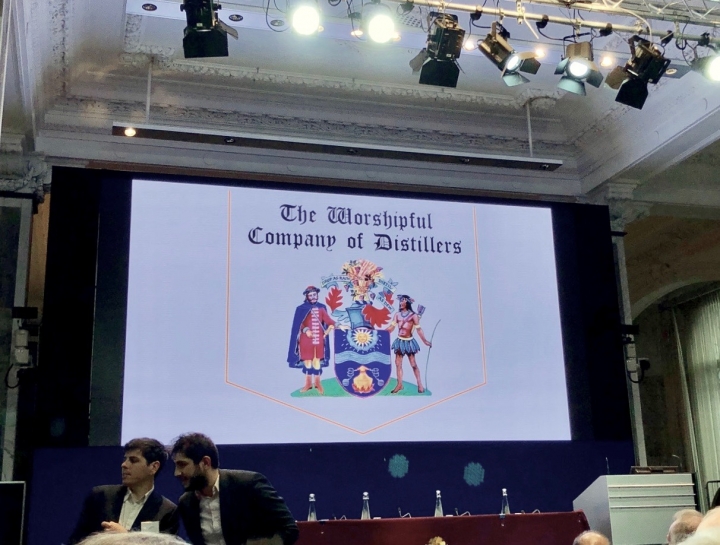 The Worshipful
Company of Distillers